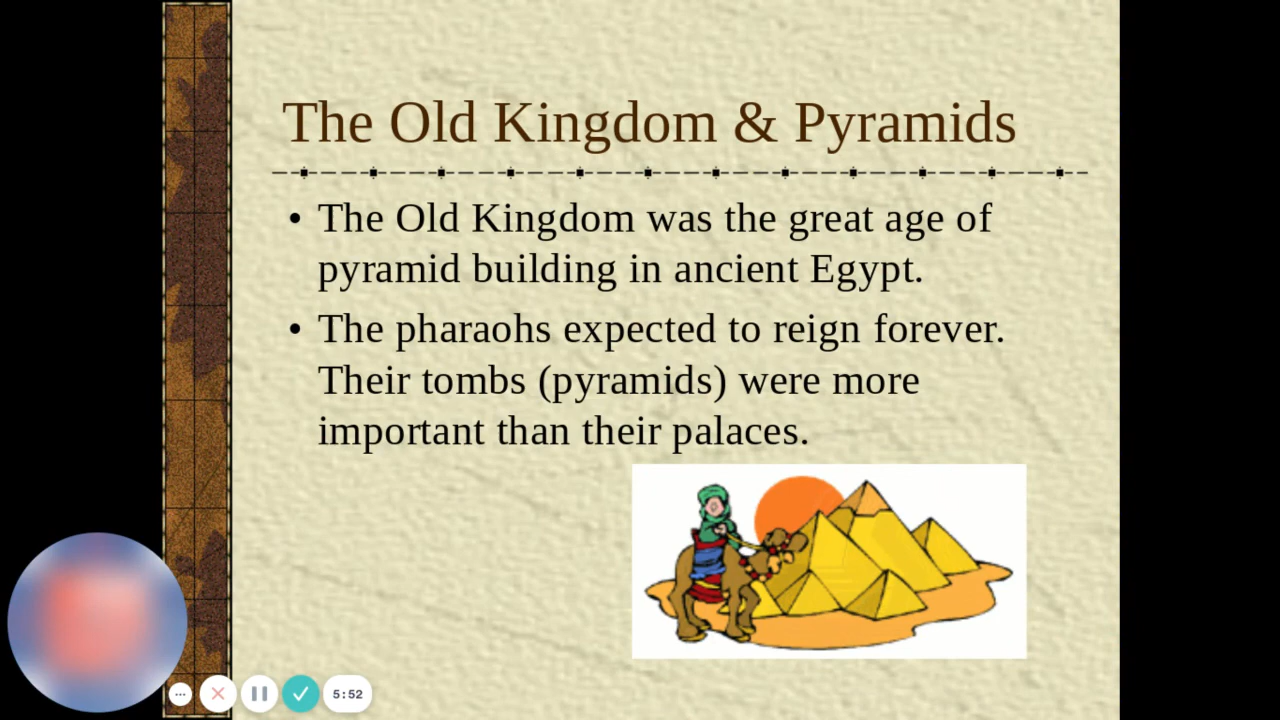 The Old Kingdom & Pyramids
• The Old Kingdom was the great age of
pyramid building in ancient Egypt.
• The pharaohs expected to reign forever.
Their tombs (pyramids) were more
important than their palaces.
5:52